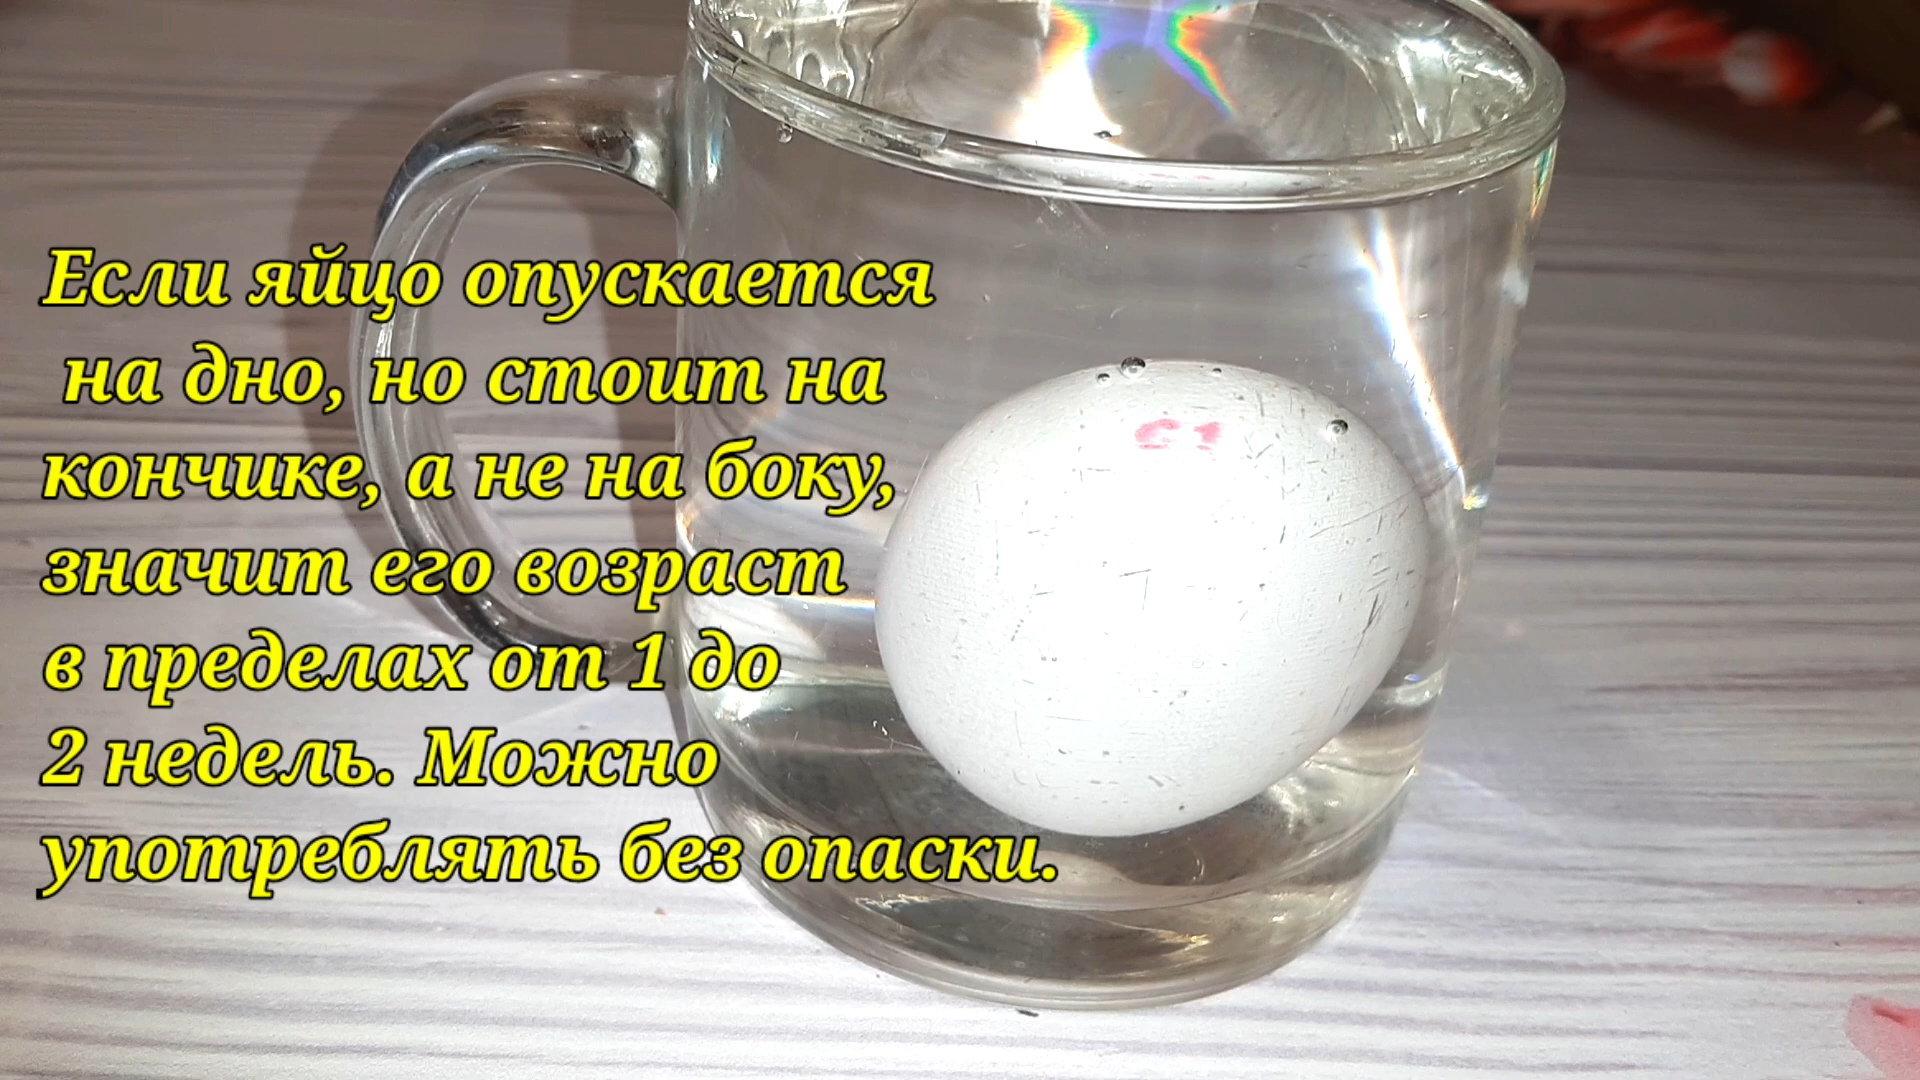 Если яйцо опускается
на дно, но стоит на
кончике, а не на боку,
значит его возраст
в пределах от 1 до
2 недель. Можно
употреблять без опаски.
С1